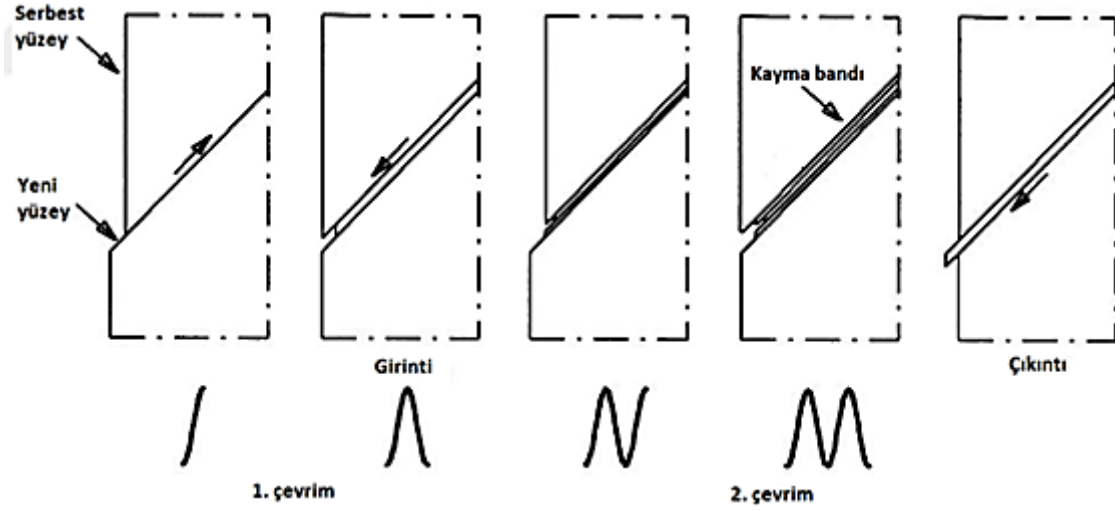 Serbest
yüzey
Yeni
yüzey
Kayma bandı
Girinti
Çıkıntı
1. çevrim
2. çevrim